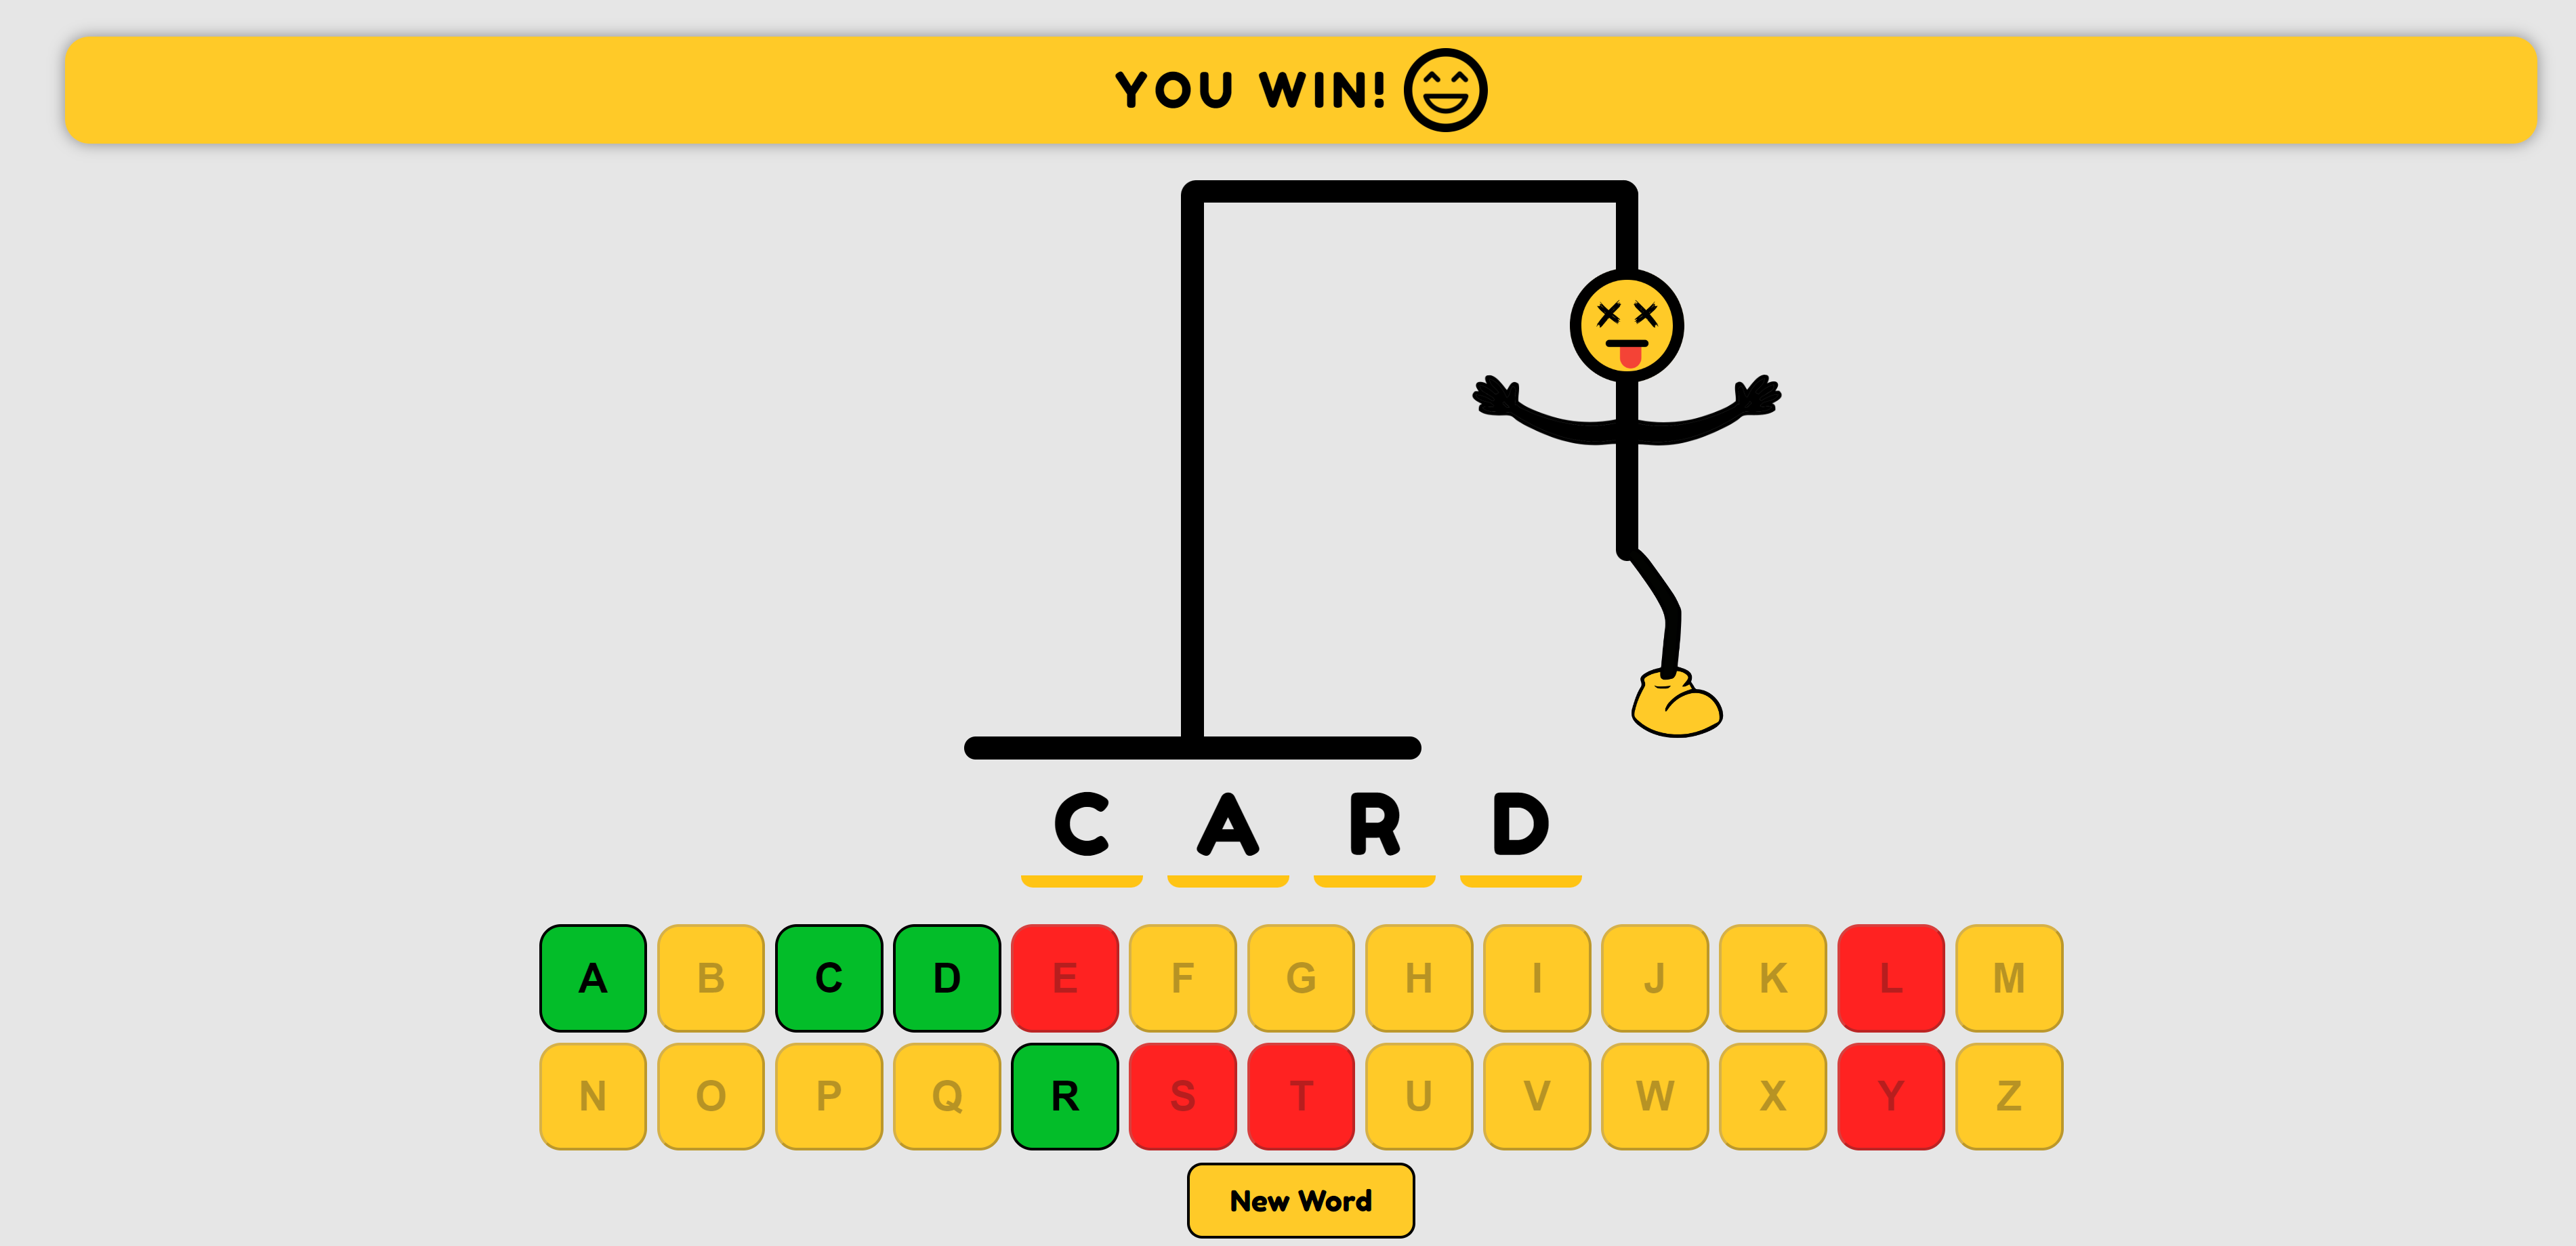 YOU WIN!
C A R D
A B C D E F G H I J K L M
N O P Q R S T U V W X Y Z
New Word